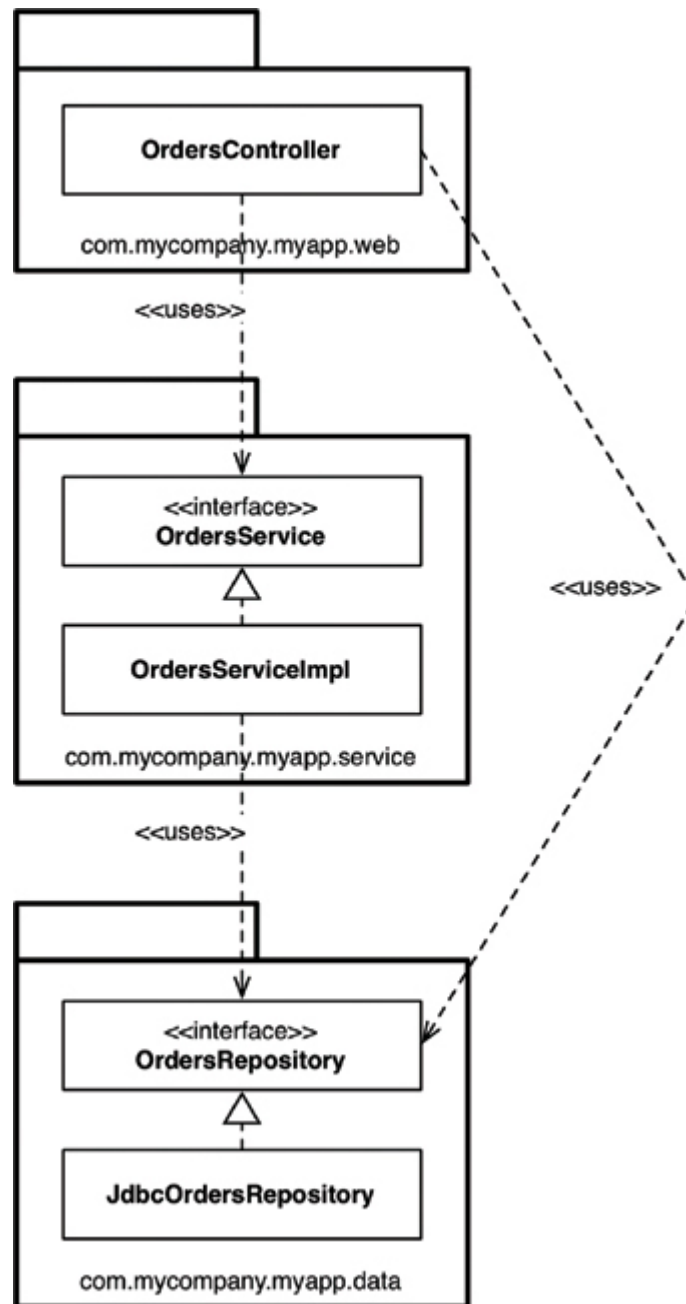 OrdersController
com.mycompany.myapp.web
<<uses>>
<<interface>>
OrdersService
<<uses>>
OrdersServiceImpl
com.mycompany.myapp.service
<<uses>>
<<interface>>
OrdersRepository
JdbcOrdersRepository
com.mycompany.myapp.data